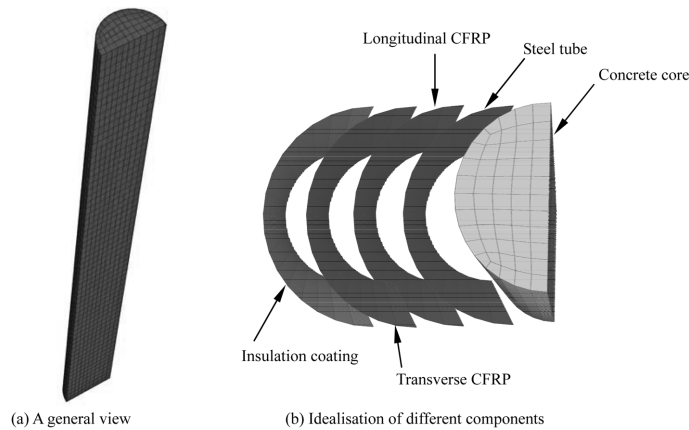 Longitudinal CFRP
Steel tube
Concrete core
Insulation coating
Transverse CFRP
(a) A general view
(b) Idealisation of different components